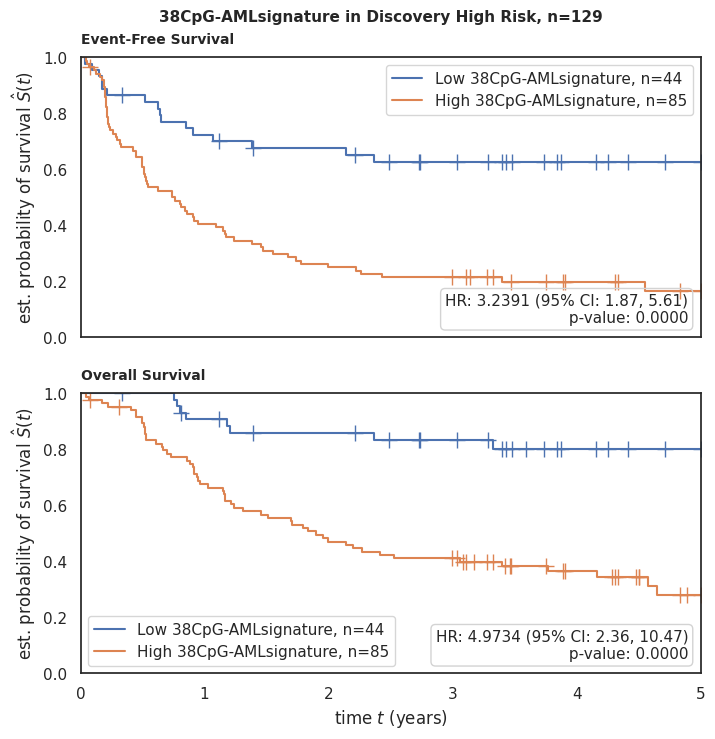 38CpG-AMLsignature in Discovery High Risk, n=129
Event-Free Survival
1.0
0.8
0.6
0.4
0.2
0.0
est. probability of survival Ŝ(t)
Low 38CpG-AMLsignature, n=44
High 38CpG-AMLsignature, n=85
HR: 3.2391 (95% CI: 1.87, 5.61)
p-value: 0.0000
Overall Survival
1.0
0.8
0.6
0.4
0.2
0.0
est. probability of survival Ŝ(t)
Low 38CpG-AMLsignature, n=44
High 38CpG-AMLsignature, n=85
HR: 4.9734 (95% CI: 2.36, 10.47)
p-value: 0.0000
0 1 2 3 4 5
time t (years)